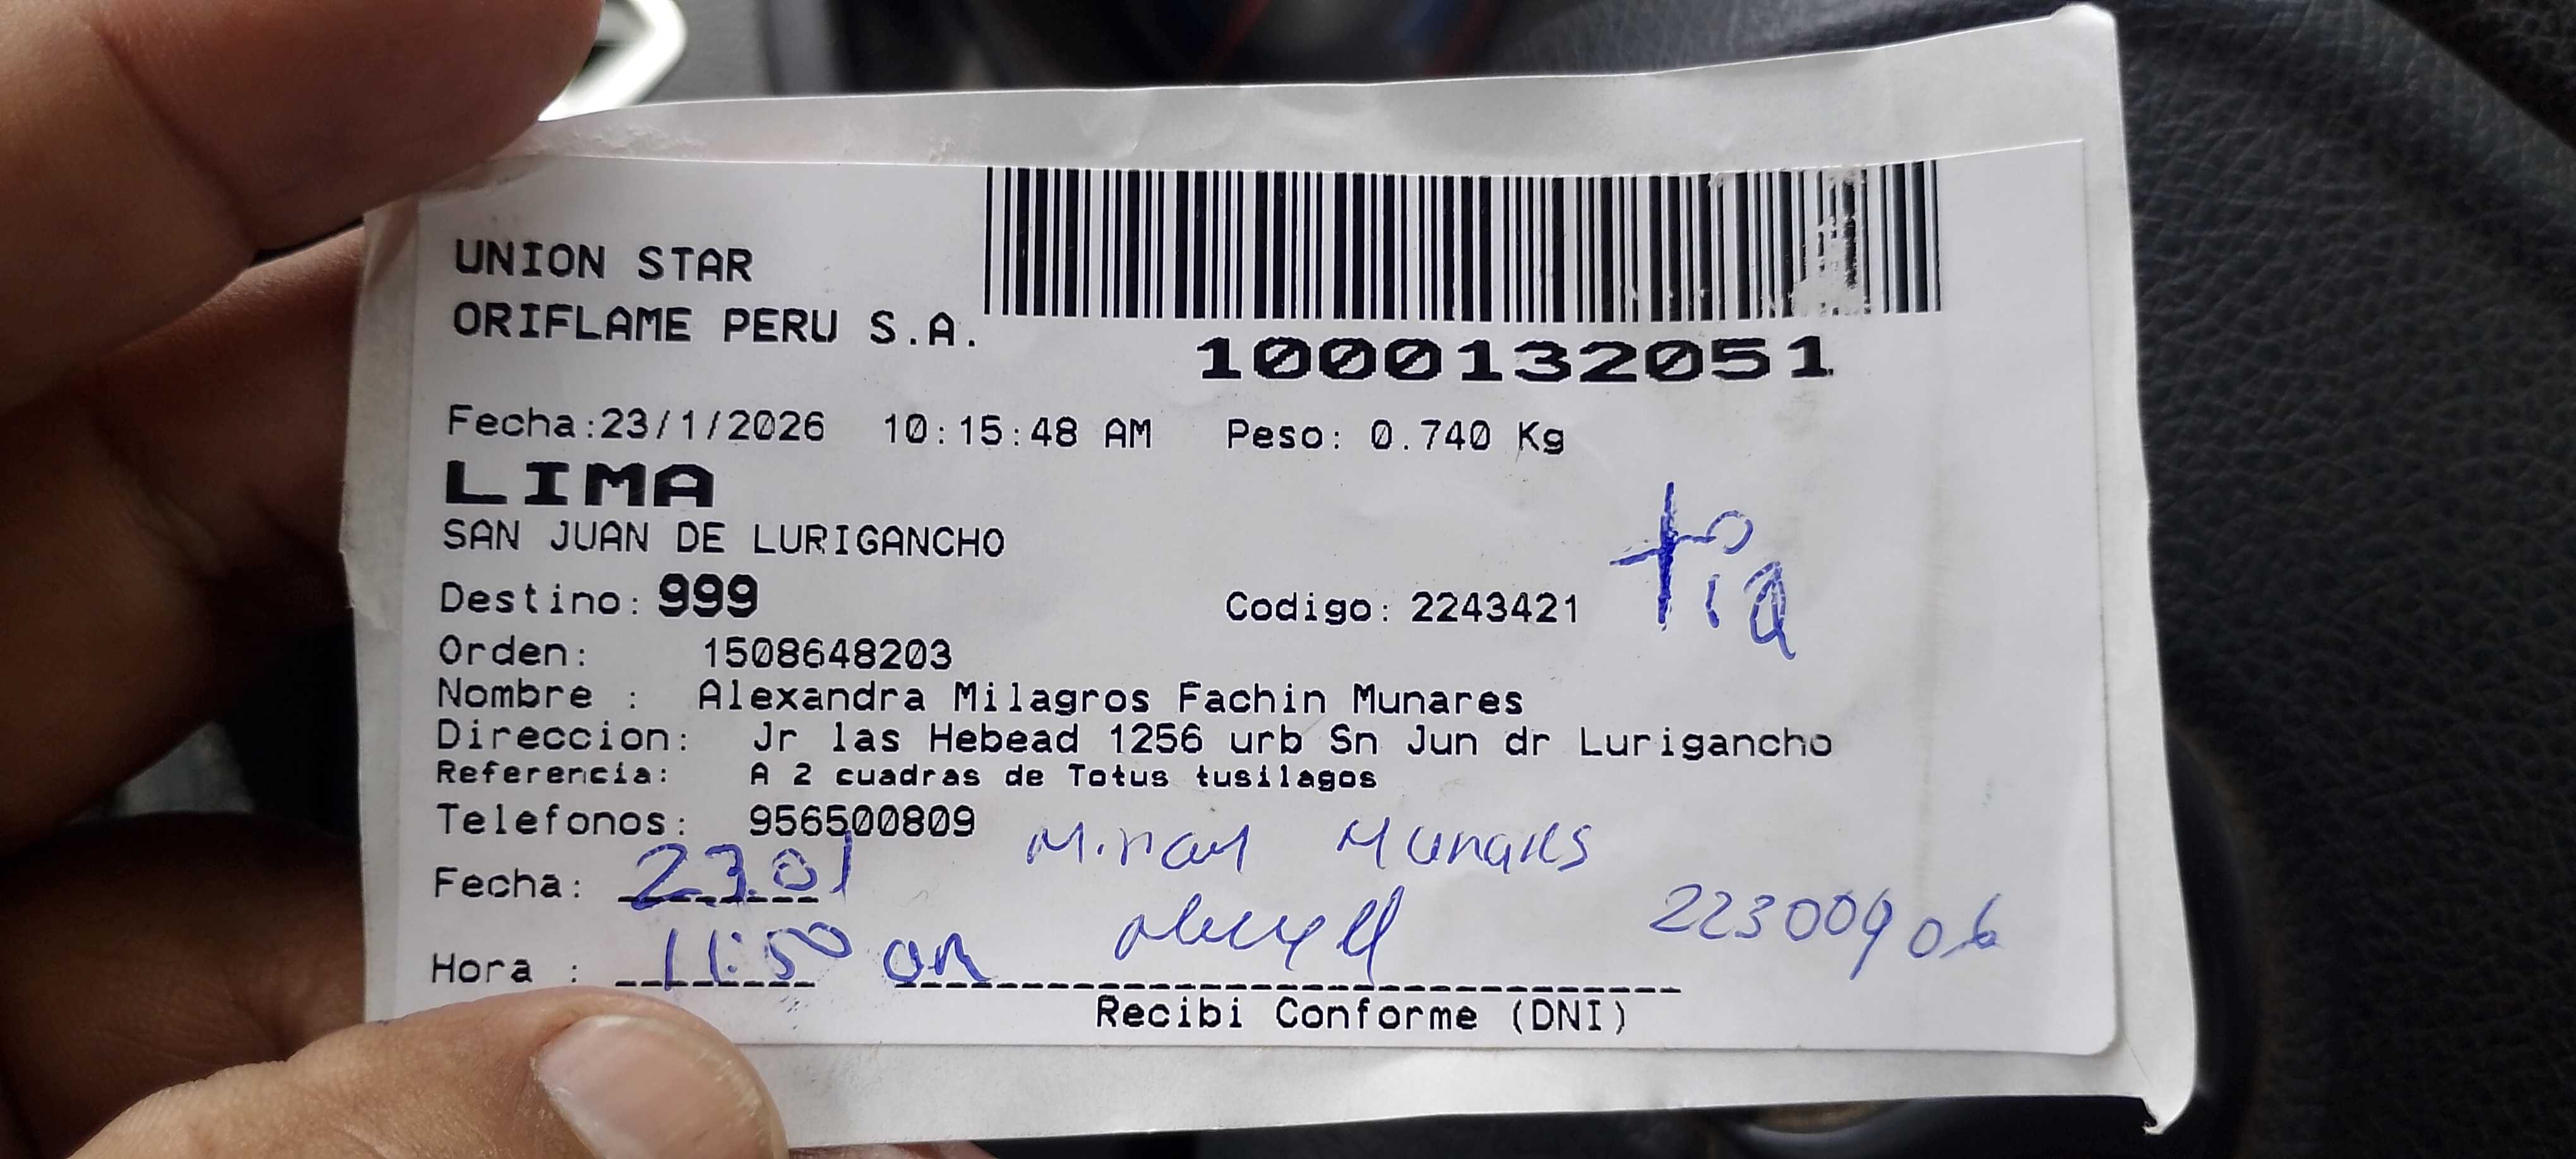 UNION STAR
ORIFLAME PERU S.A.
1000132051
Fecha:23/1/2026 10:15:48 AM Peso: 0.740 Kg
LIMA
SAN JUAN DE LURIGANCHO
tia
Destino: 999 Codigo: 2243421
Orden: 1508648203
Nombre : Alexandra Milagros Fachin Munares
Direccion: Jr las Hebead 1256 urb Sn Jun dr Lurigancho
Referencia: A 2 cuadras de Totus tusilagos
Telefonos: 956500809
Miriam Munares
Fecha: 23.01
22300906
Hora : 11:50 am
Recibi Conforme (DNI)